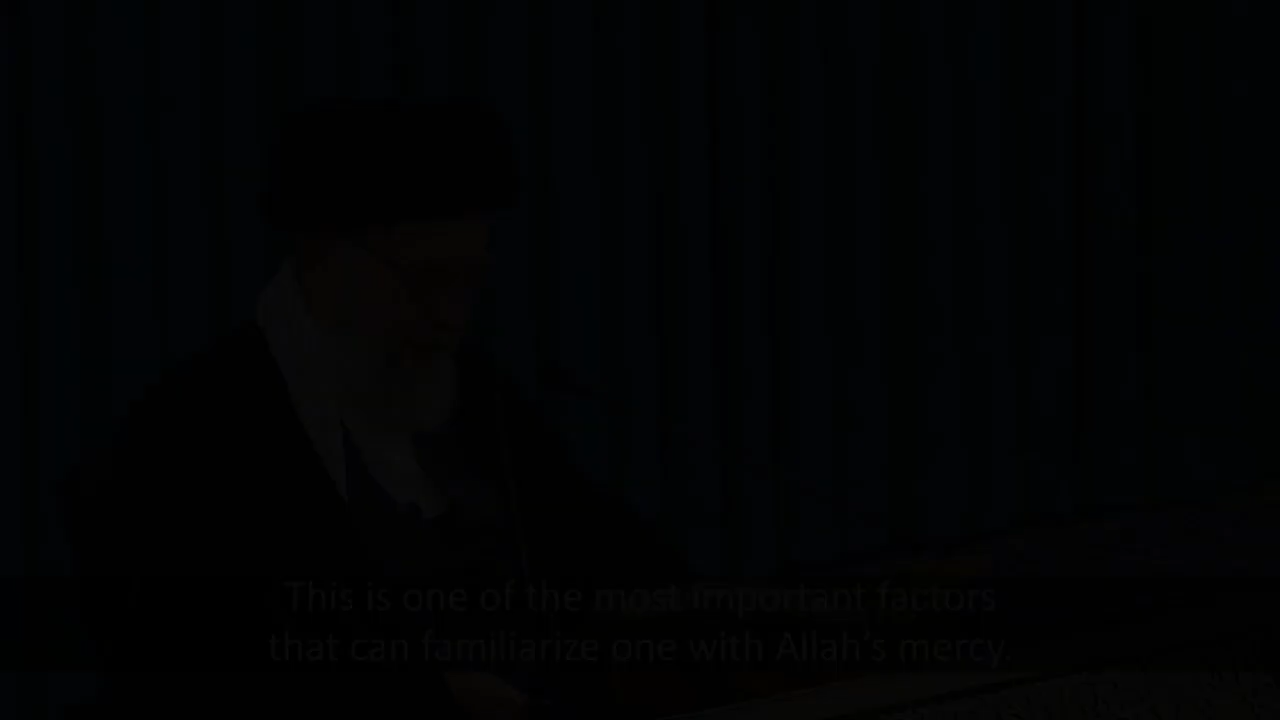 This is one of the most important factors
that can familiarize one with Allah's mercy.